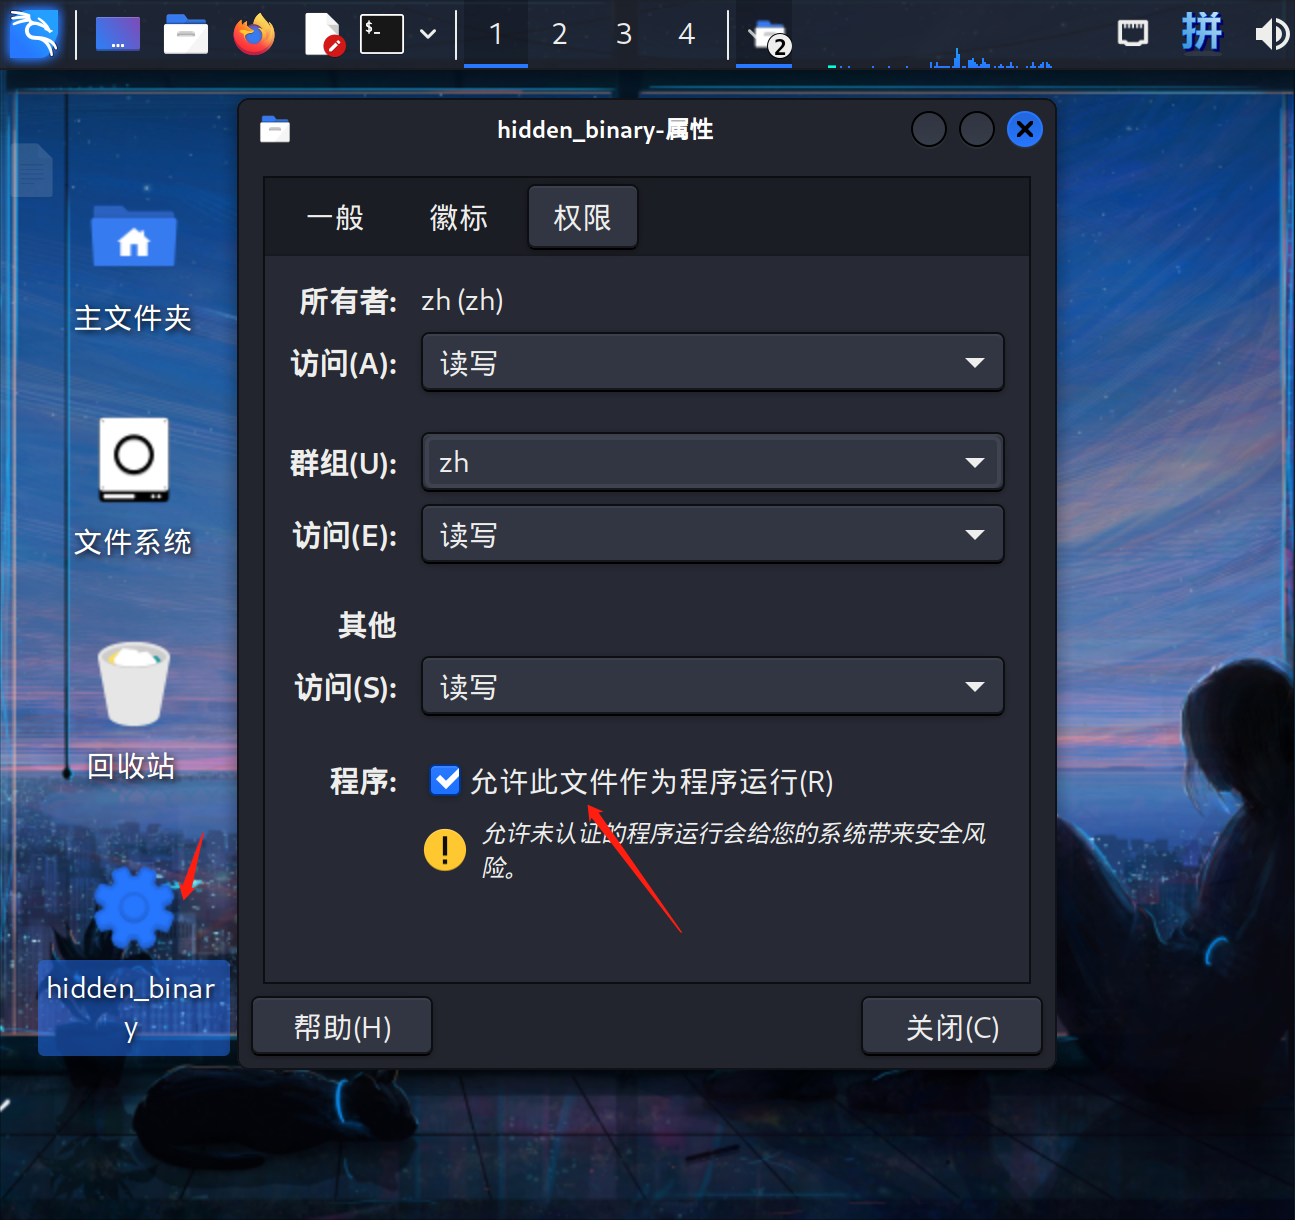 $-
1 2 3 4
2
拼
hidden_binary-属性
一般 徽标 权限
所有者: zh (zh)
访问(A): 读写
群组(U): zh
访问(E): 读写
其他
访问(S): 读写
程序: 允许此文件作为程序运行(R)
允许未认证的程序运行会给您的系统带来安全风
险。
帮助(H) 关闭(C)
主文件夹
文件系统
回收站
hidden_binar
y